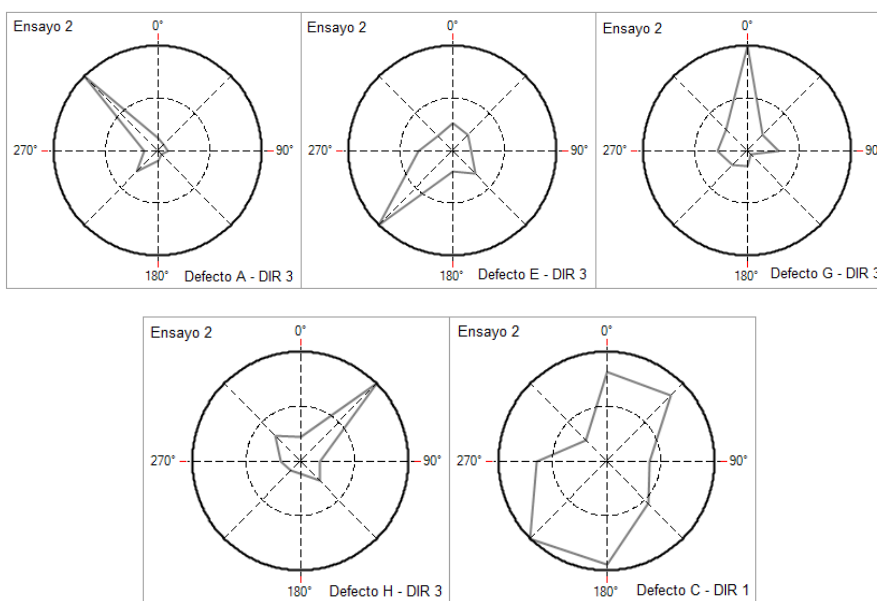 Ensayo 2
0°
270°
90°
180°
Defecto A - DIR 3
Ensayo 2
0°
270°
90°
180°
Defecto E - DIR 3
Ensayo 2
0°
270°
90°
180°
Defecto G - DIR 3
Ensayo 2
0°
270°
90°
180°
Defecto H - DIR 3
Ensayo 2
0°
270°
90°
180°
Defecto C - DIR 1